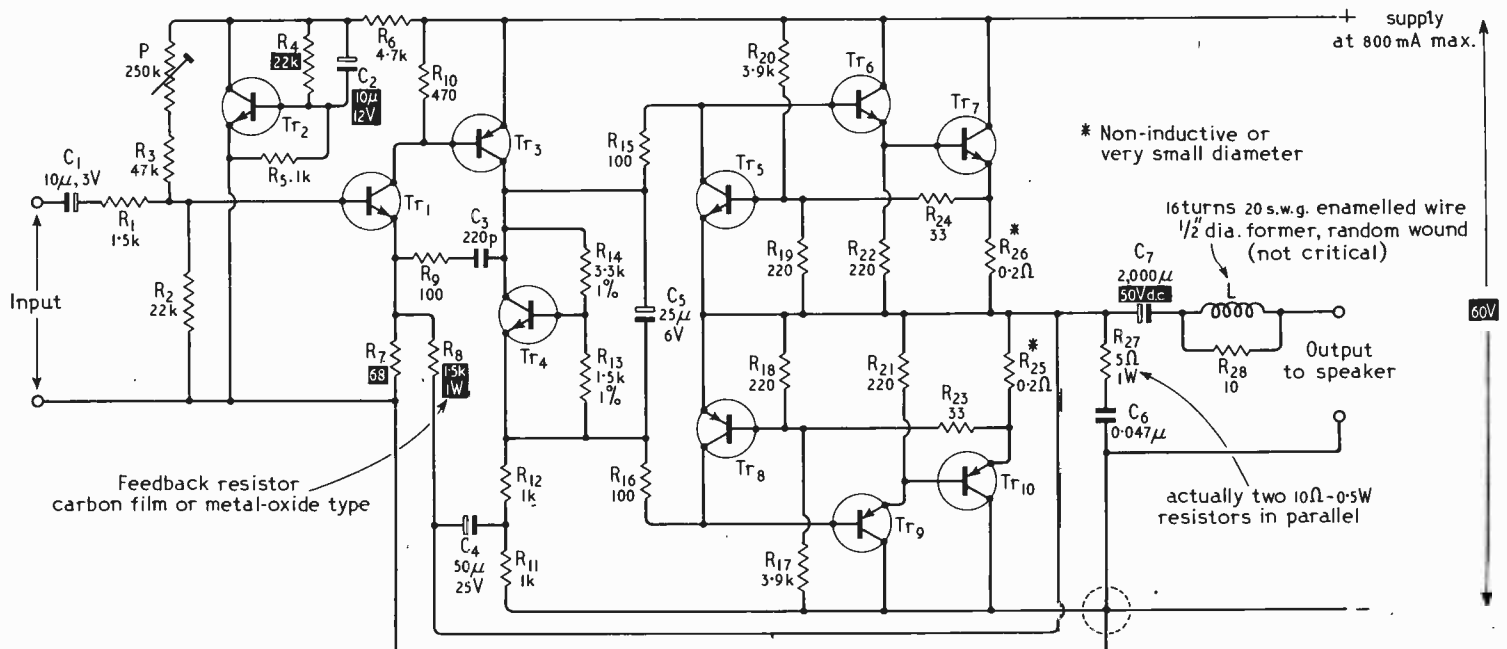 + supply
at 800 mA max.
P
250k
R4
22k
C2
10μ
12V
R6
4.7k
R10
470
Tr2
R3
47k
R5.1k
Tr3
C1
10μ, 3V
R1
1.5k
Tr1
R2
22k
Input
R9
100
C3
220p
R14
3.3k
1%
R7
68
R8
1.5k
1W
Tr4
R13
1.5k
1%
Feedback resistor
carbon film or metal-oxide type
R12
1k
C4
50μ
25V
R11
1k
R15
100
C5
25μ
6V
R16
100
R20
3.9k
Tr5
R19
220
R22
220
R24
33
Tr6
Tr7
*
R26
0.2Ω
R18
220
R21
220
R23
33
*
R25
0.2Ω
Tr8
Tr9
Tr10
R17
3.9k
* Non-inductive or
very small diameter
16 turns 20 s.w.g. enamelled wire
1/2" dia. former, random wound
(not critical)
C7
2,000μ
50V d.c
L
R28
10
Output
to speaker
R27
5Ω
1W
C6
0.047μ
actually two 10Ω-0.5W
resistors in parallel
60V
-